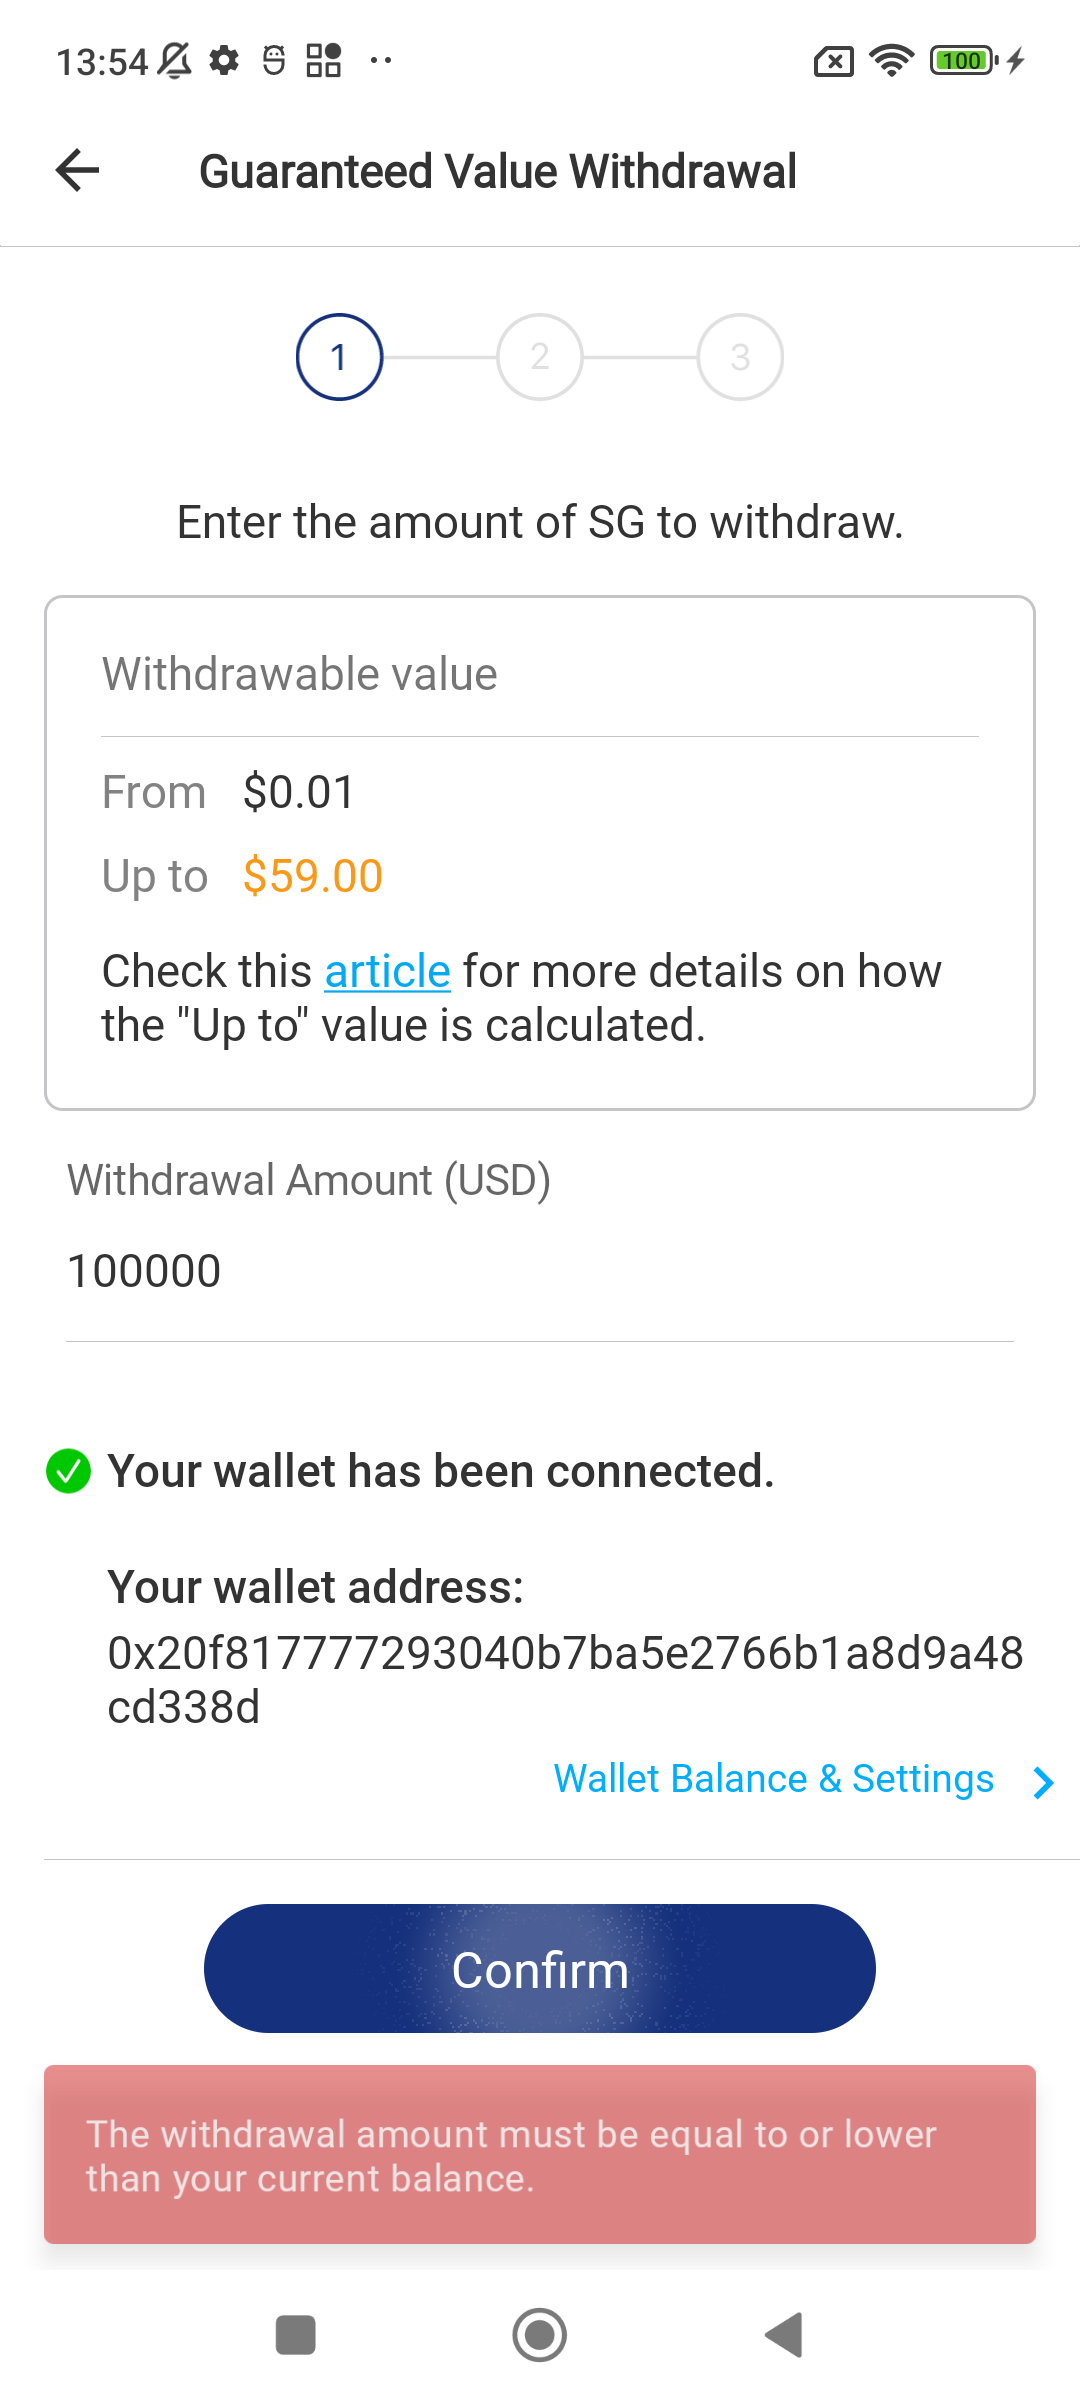 13:54
100
Guaranteed Value Withdrawal
1
2
3
Enter the amount of SG to withdraw.
Withdrawable value
From $0.01
Up to $59.00
Check this article for more details on how
the "Up to" value is calculated.
Withdrawal Amount (USD)
100000
Your wallet has been connected.
Your wallet address:
0x20f817777293040b7ba5e2766b1a8d9a48
cd338d
Wallet Balance & Settings
Confirm
The withdrawal amount must be equal to or lower
than your current balance.